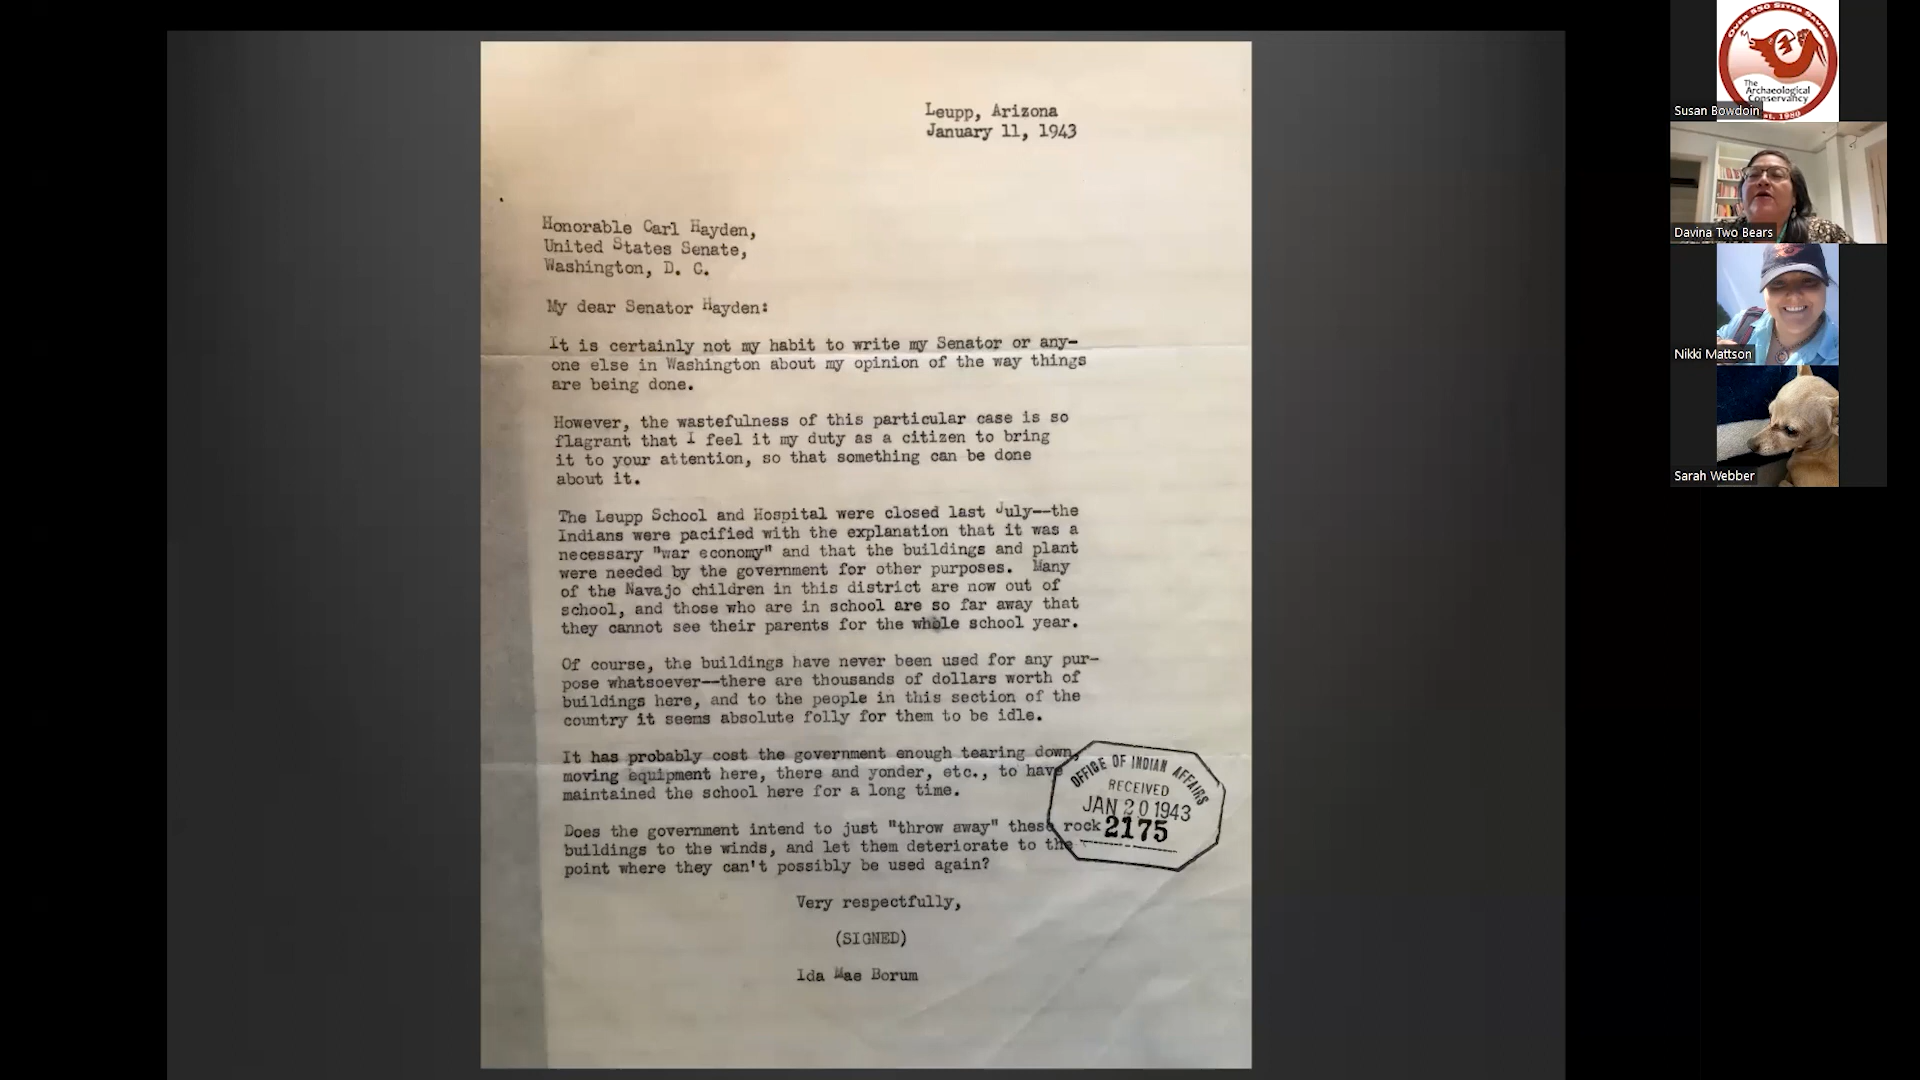 Leupp, Arizona
January 11, 1943
Honorable Carl Hayden,
United States Senate,
Washington, D. C.
My dear Senator Hayden:
It is certainly not my habit to write my Senator or any-
one else in Washington about my opinion of the way things
are being done.
However, the wastefulness of this particular case is so
flagrant that I feel it my duty as a citizen to bring
it to your attention, so that something can be done
about it.
The Leupp School and Hospital were closed last July--the
Indians were pacified with the explanation that it was a
necessary "war economy" and that the buildings and plant
were needed by the government for other purposes. Many
of the Navajo children in this district are now out of
school, and those who are in school are so far away that
they cannot see their parents for the whole school year.
Of course, the buildings have never been used for any pur-
pose whatsoever--there are thousands of dollars worth of
buildings here, and to the people in this section of the
country it seems absolute folly for them to be idle.
It has probably cost the government enough tearing down,
moving equipment here, there and yonder, etc., to have
maintained the school here for a long time.
Does the government intend to just "throw away" these rock
buildings to the winds, and let them deteriorate to the
point where they can't possibly be used again?
Very respectfully,
(SIGNED)
Ida Mae Borum
OFFICE OF INDIAN AFFAIRS
RECEIVED
JAN 20 1943
2175
OVER 550 SITES SAVED
The
Archaeological
Conservancy
st. 1980
Susan Bowdoin
Davina Two Bears
Nikki Mattson
Sarah Webber